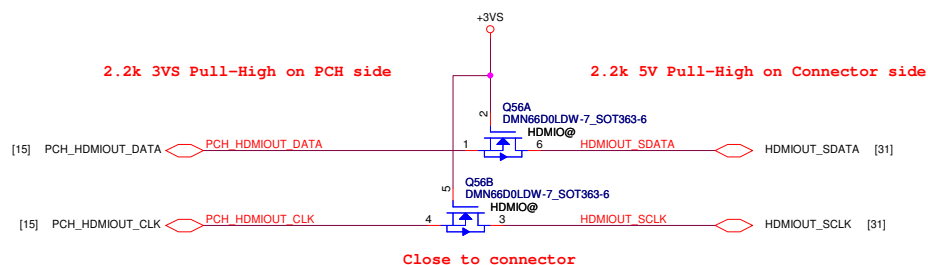 +3VS
2.2k 3VS Pull-High on PCH side
2.2k 5V Pull-High on Connector side
Q56A
DMN66D0LDW-7_SOT363-6
HDMIO@
2
[15] PCH_HDMIOUT_DATA
PCH_HDMIOUT_DATA
1
6
HDMIOUT_SDATA
HDMIOUT_SDATA [31]
Q56B
DMN66D0LDW-7_SOT363-6
HDMIO@
5
[15] PCH_HDMIOUT_CLK
PCH_HDMIOUT_CLK
4
3
HDMIOUT_SCLK
HDMIOUT_SCLK [31]
Close to connector